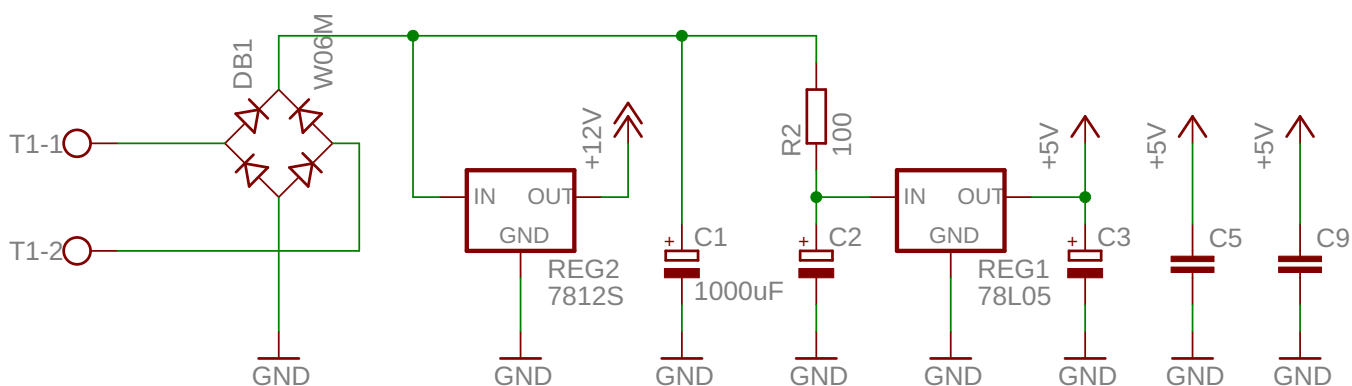 DB1
W06M
T1-1
T1-2
+12V
IN
OUT
GND
REG2
7812S
+
C1
1000uF
R2
100
+
C2
IN
OUT
GND
REG1
78L05
+5V
+
C3
+5V
C5
+5V
C9
GND
GND
GND
GND
GND
GND
GND
GND